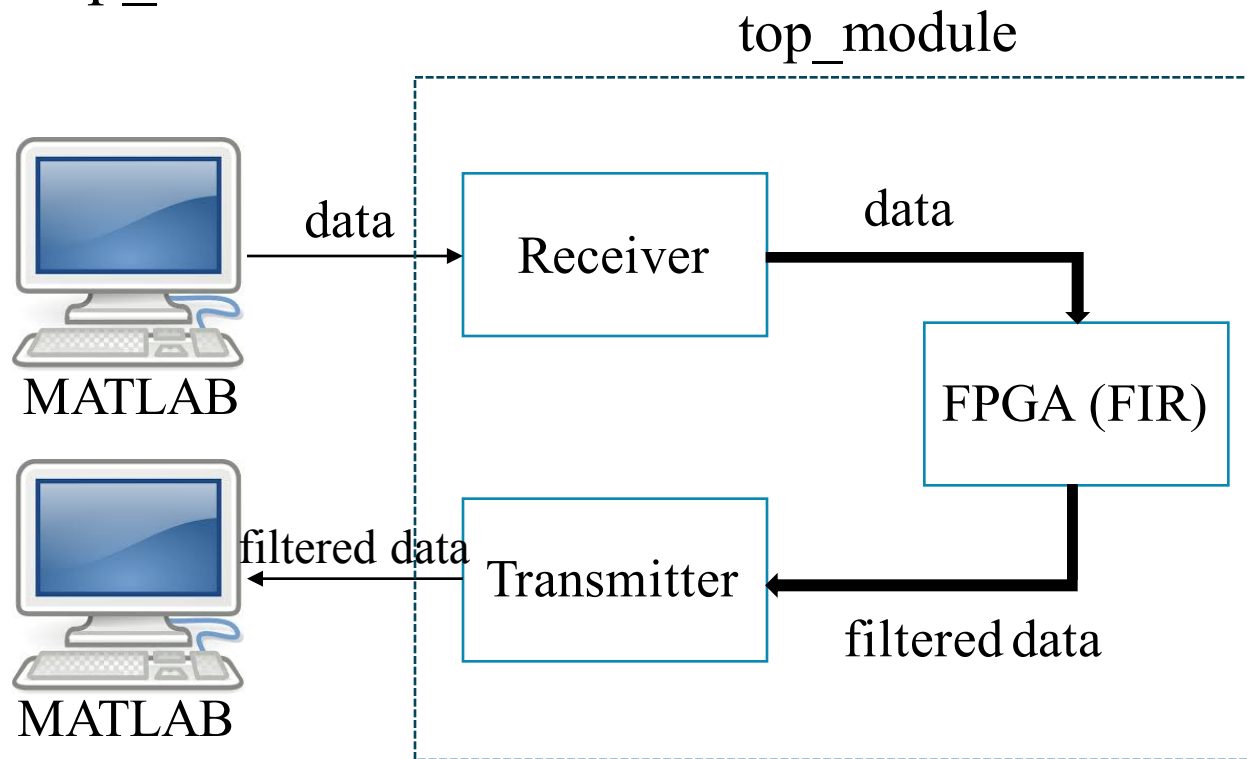 top_module
data
data
Receiver
MATLAB
FPGA (FIR)
filtered data
Transmitter
filtered data
MATLAB